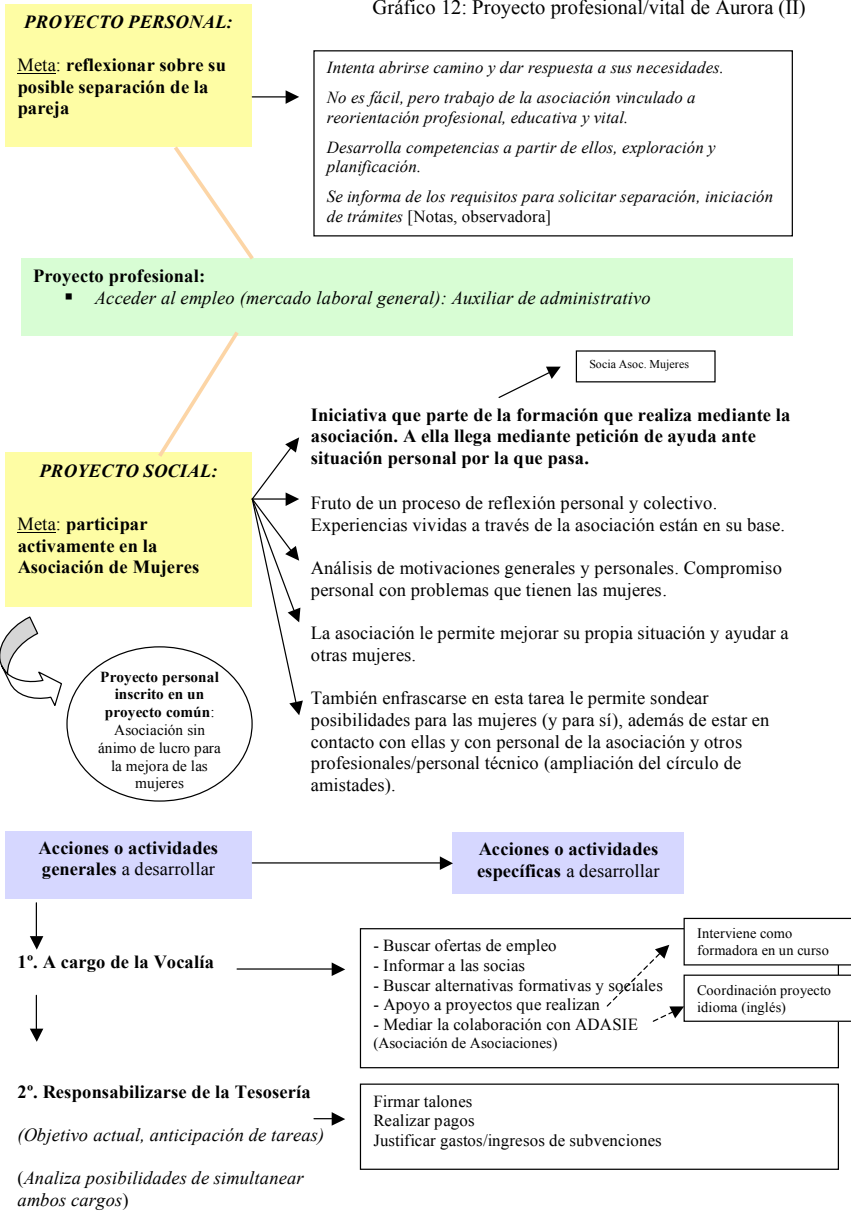 Gráfico 12: Proyecto profesional/vital de Aurora (II)
PROYECTO PERSONAL:
Meta: reflexionar sobre su
posible separación de la
pareja
Intenta abrirse camino y dar respuesta a sus necesidades.
No es fácil, pero trabajo de la asociación vinculado a
reorientación profesional, educativa y vital.
Desarrolla competencias a partir de ellos, exploración y
planificación.
Se informa de los requisitos para solicitar separación, iniciación
de trámites [Notas, observadora]
Proyecto profesional:
▪ Acceder al empleo (mercado laboral general): Auxiliar de administrativo
Socia Asoc. Mujeres
PROYECTO SOCIAL:
Meta: participar
activamente en la
Asociación de Mujeres
Iniciativa que parte de la formación que realiza mediante la
asociación. A ella llega mediante petición de ayuda ante
situación personal por la que pasa.
Fruto de un proceso de reflexión personal y colectivo.
Experiencias vividas a través de la asociación están en su base.
Análisis de motivaciones generales y personales. Compromiso
personal con problemas que tienen las mujeres.
La asociación le permite mejorar su propia situación y ayudar a
otras mujeres.
También enfrascarse en esta tarea le permite sondear
posibilidades para las mujeres (y para sí), además de estar en
contacto con ellas y con personal de la asociación y otros
profesionales/personal técnico (ampliación del círculo de
amistades).
Proyecto personal
inscrito en un
proyecto común:
Asociación sin
ánimo de lucro para
la mejora de las
mujeres
Acciones o actividades
generales a desarrollar
Acciones o actividades
específicas a desarrollar
1º. A cargo de la Vocalía
- Buscar ofertas de empleo
- Informar a las socias
- Buscar alternativas formativas y sociales
- Apoyo a proyectos que realizan
- Mediar la colaboración con ADASIE
(Asociación de Asociaciones)
Interviene como
formadora en un curso
Coordinación proyecto
idioma (inglés)
2º. Responsabilizarse de la Tesosería
(Objetivo actual, anticipación de tareas)
(Analiza posibilidades de simultanear
ambos cargos)
Firmar talones
Realizar pagos
Justificar gastos/ingresos de subvenciones